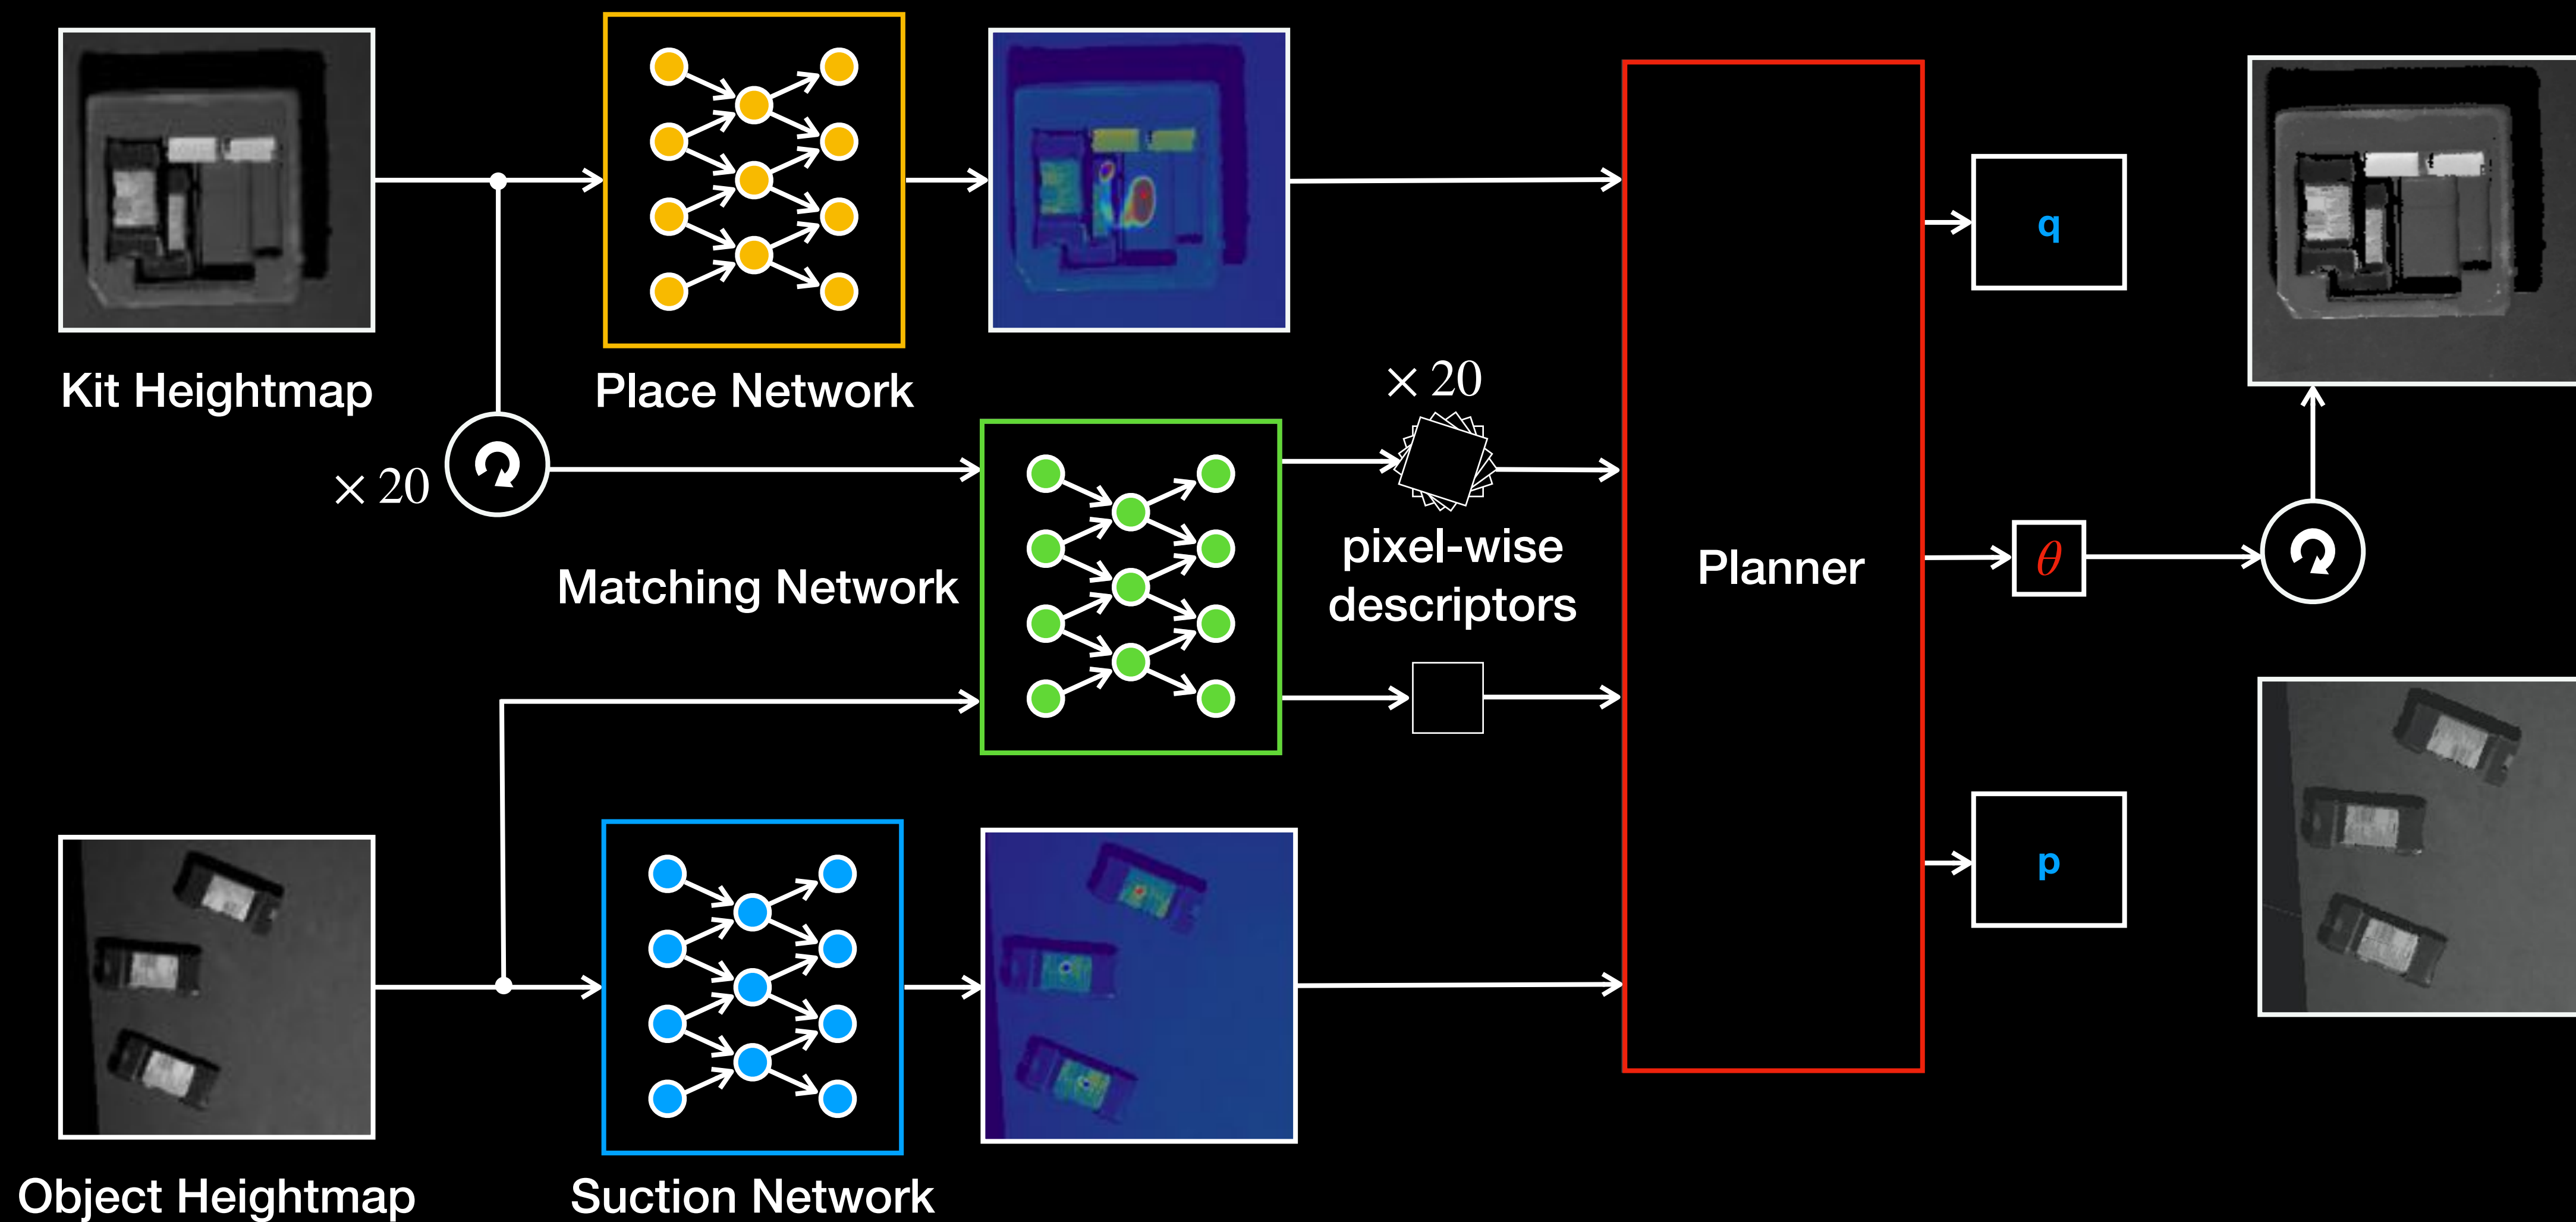 Kit Heightmap
Place Network
× 20
× 20
Matching Network
pixel-wise
descriptors
Planner
q
θ
p
Object Heightmap
Suction Network